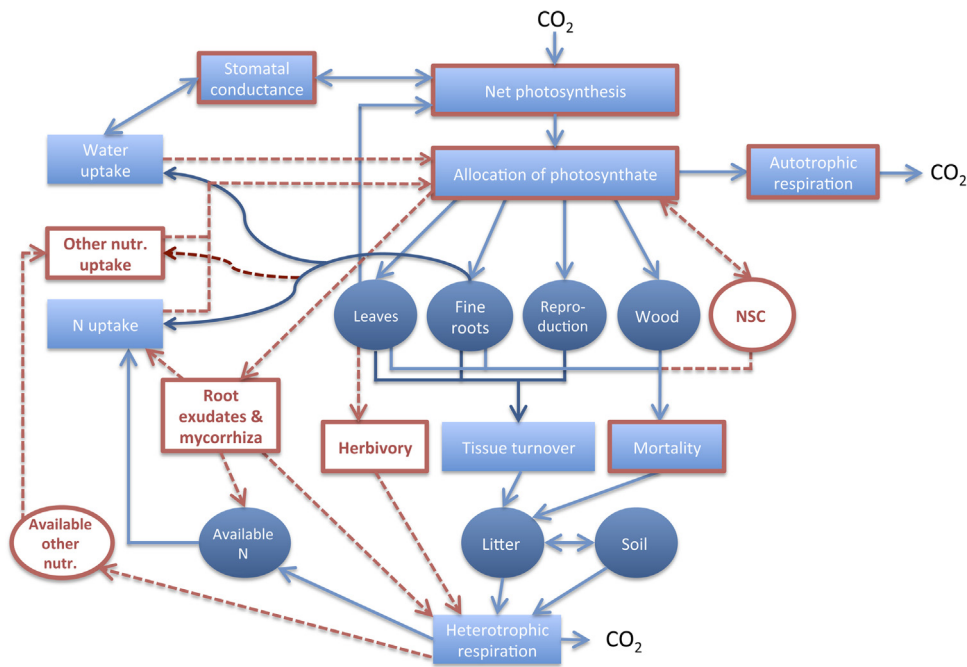 CO2
Stomatal
conductance
Net photosynthesis
Water
uptake
Allocation of photosynthate
Autotrophic
respiration
CO2
Other nutr.
uptake
N uptake
Leaves
Fine
roots
Repro-
duction
Wood
NSC
Root
exudates &
mycorrhiza
Herbivory
Tissue turnover
Mortality
Available
other
nutr.
Available
N
Litter
Soil
Heterotrophic
respiration
CO2